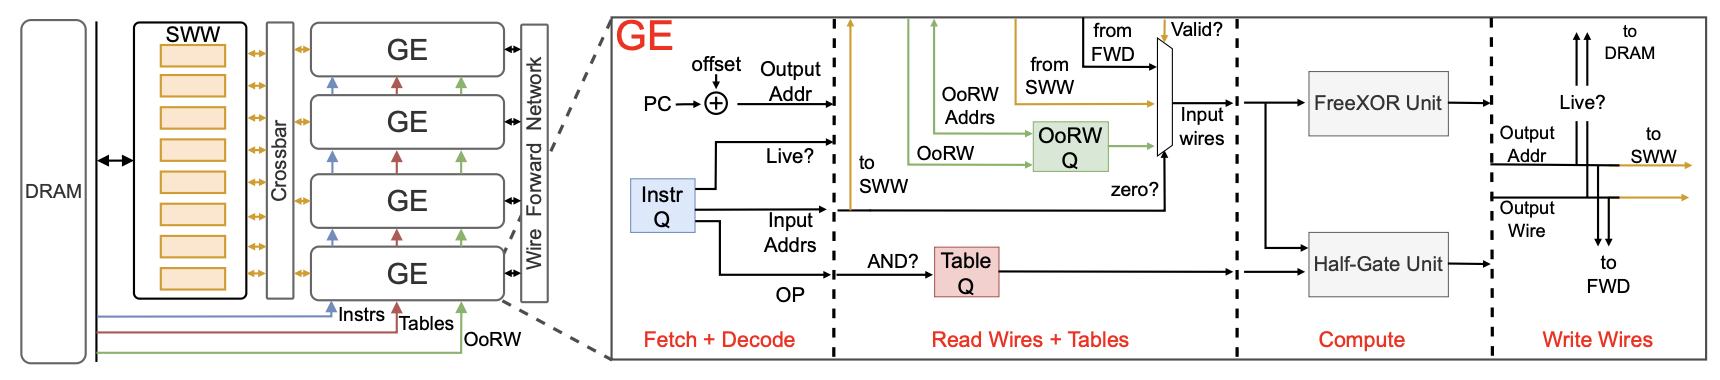 DRAM
SWW
Crossbar
GE
GE
GE
GE
Wire Forward Network
Instrs
Tables
OoRW
GE
offset
PC
+
Output
Addr
Live?
Instr
Q
Input
Addrs
OP
Fetch + Decode
to
SWW
OoRW
Addrs
OoRW
from
SWW
from
FWD
Valid?
OoRW
Q
zero?
Input
wires
AND?
Table
Q
Read Wires + Tables
FreeXOR Unit
Half-Gate Unit
Compute
to
DRAM
Live?
Output
Addr
to
SWW
Output
Wire
to
FWD
Write Wires